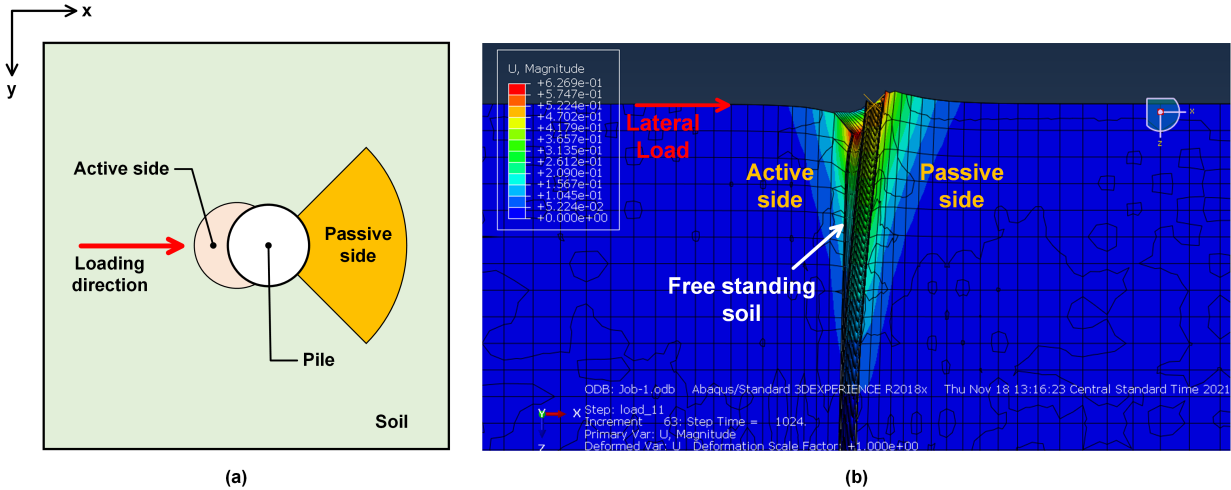 x
y
Active side
Loading
direction
Passive
side
Pile
Soil
(a)
U, Magnitude
+6.269e-01
+5.747e-01
+5.224e-01
+4.702e-01
+4.179e-01
+3.657e-01
+3.135e-01
+2.612e-01
+2.090e-01
+1.567e-01
+1.045e-01
+5.224e-02
+0.000e+00
Lateral
Load
Active
side
Passive
side
Free standing
soil
X
Z
ODB: Job-1.odb Abaqus/Standard 3DEXPERIENCE R2018x Thu Nov 18 13:16:23 Central Standard Time 2021
Y X
Z
Step: load_11
Increment 63: Step Time = 1024.
Primary Var: U, Magnitude
Deformed Var: U Deformation Scale Factor: +1.000e+00
(b)